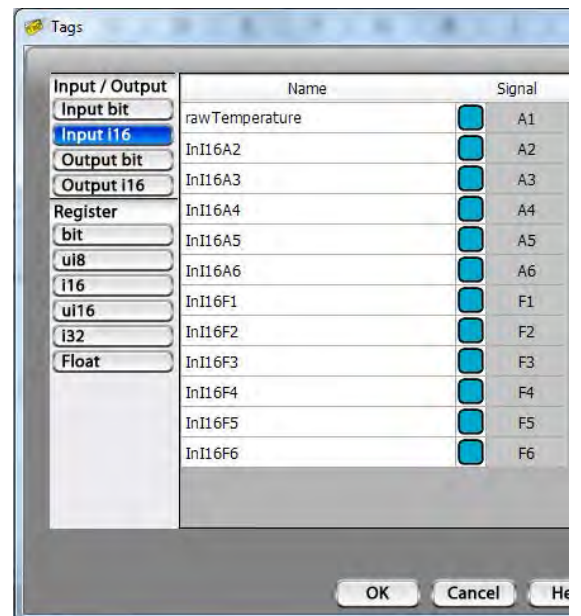 Tags
Input / Output
Input bit
Input i16
Output bit
Output i16
Register
bit
ui8
i16
ui16
i32
Float
Name Signal
rawTemperature A1
InI16A2 A2
InI16A3 A3
InI16A4 A4
InI16A5 A5
InI16A6 A6
InI16F1 F1
InI16F2 F2
InI16F3 F3
InI16F4 F4
InI16F5 F5
InI16F6 F6
OK Cancel He